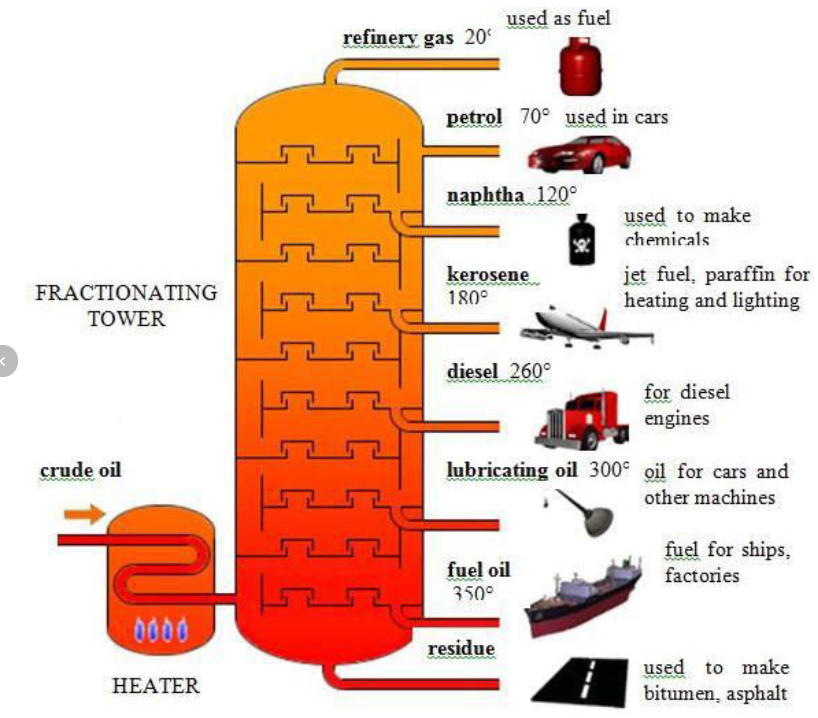 used as fuel
refinery gas 20°
petrol 70° used in cars
naphtha 120°
used to make
chemicals
kerosene
180°
jet fuel, paraffin for
heating and lighting
FRACTIONATING
TOWER
diesel 260°
for diesel
engines
crude oil
lubricating oil 300°
oil for cars and
other machines
fuel oil
350°
fuel for ships,
factories
residue
used to make
bitumen, asphalt
HEATER